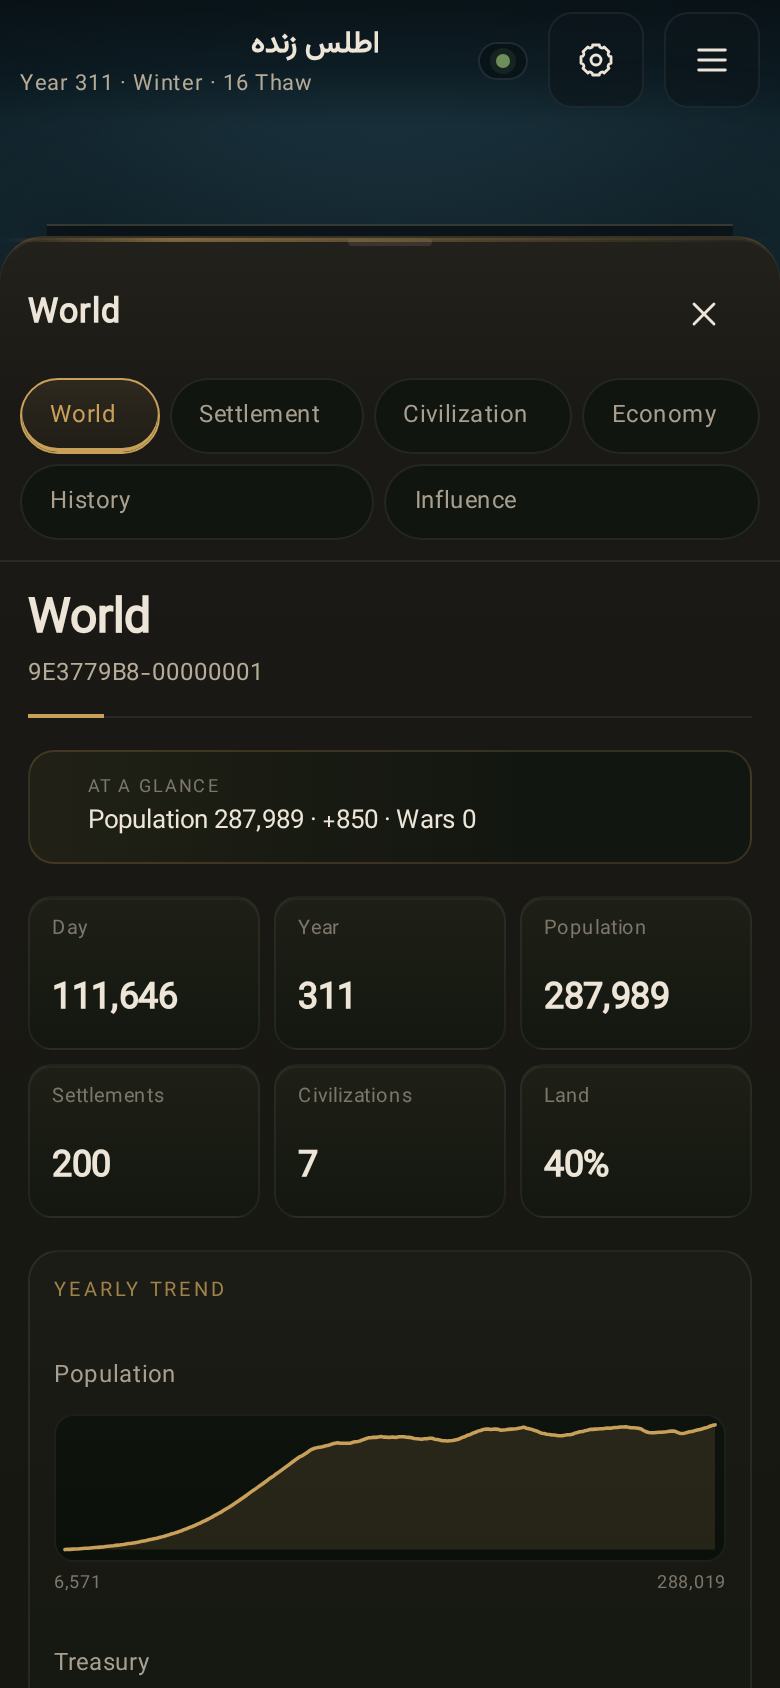 اطلس زنده
Year 311 · Winter · 16 Thaw
World
World
Settlement
Civilization
Economy
History
Influence
World
9E3779B8-00000001
AT A GLANCE
Population 287,989 · +850 · Wars 0
Day
Year
Population
111,646
311
287,989
Settlements
Civilizations
Land
200
7
40%
YEARLY TREND
Population
6,571
288,019
Treasury